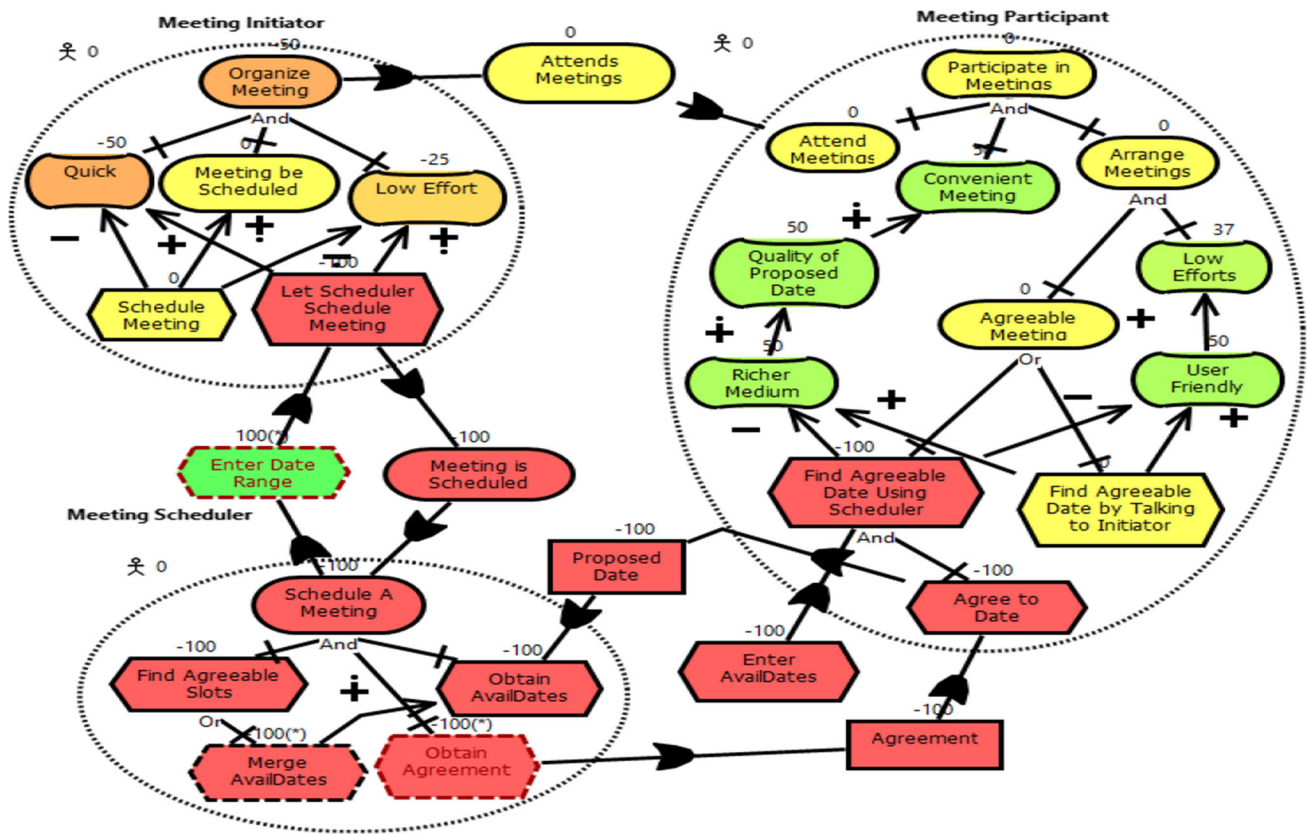 Meeting Initiator
0
-50
Organize
Meeting
And
-50
Quick
0
Meeting be
Scheduled
-25
Low Effort
−
+
+
−
+
0
Schedule
Meeting
-100
Let Scheduler
Schedule
Meeting
0
Attends
Meetings
Meeting Participant
0
0
Participate in
Meetings
And
0
Attend
Meetings
Convenient
Meeting
0
Arrange
Meetings
And
50
Quality of
Proposed
Date
+
37
Low
Efforts
0
Agreeable
Meeting
Or
+
+
50
Richer
Medium
50
User
Friendly
−
+
−
+
-100
Find Agreeable
Date Using
Scheduler
And
0
Find Agreeable
Date by Talking
to Initiator
100(*)
Enter Date
Range
-100
Meeting is
Scheduled
Meeting Scheduler
0
-100
Schedule A
Meeting
And
-100
Find Agreeable
Slots
Or
+
-100
Obtain
AvailDates
-100(*)
Merge
AvailDates
-100(*)
Obtain
Agreement
-100
Proposed
Date
-100
Agree to
Date
-100
Enter
AvailDates
-100
Agreement